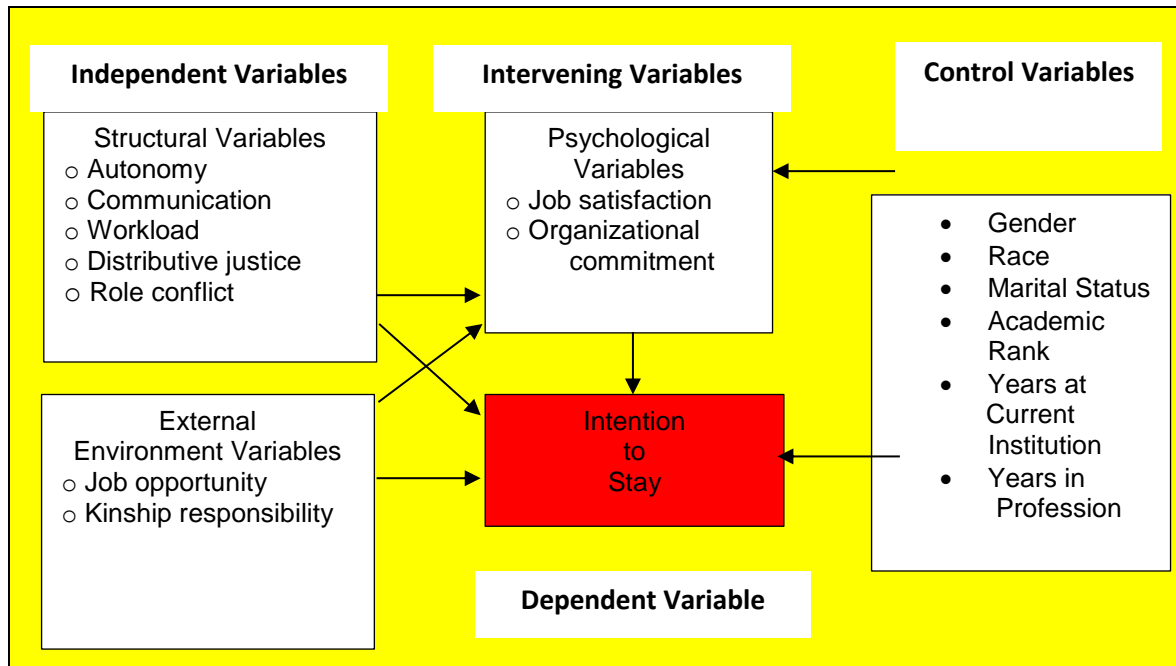 Independent Variables
Structural Variables
o Autonomy
o Communication
o Workload
o Distributive justice
o Role conflict
External
Environment Variables
o Job opportunity
o Kinship responsibility
Intervening Variables
Psychological
Variables
o Job satisfaction
o Organizational
commitment
Intention
to
Stay
Dependent Variable
Control Variables
• Gender
• Race
• Marital Status
• Academic
Rank
• Years at
Current
Institution
• Years in
Profession